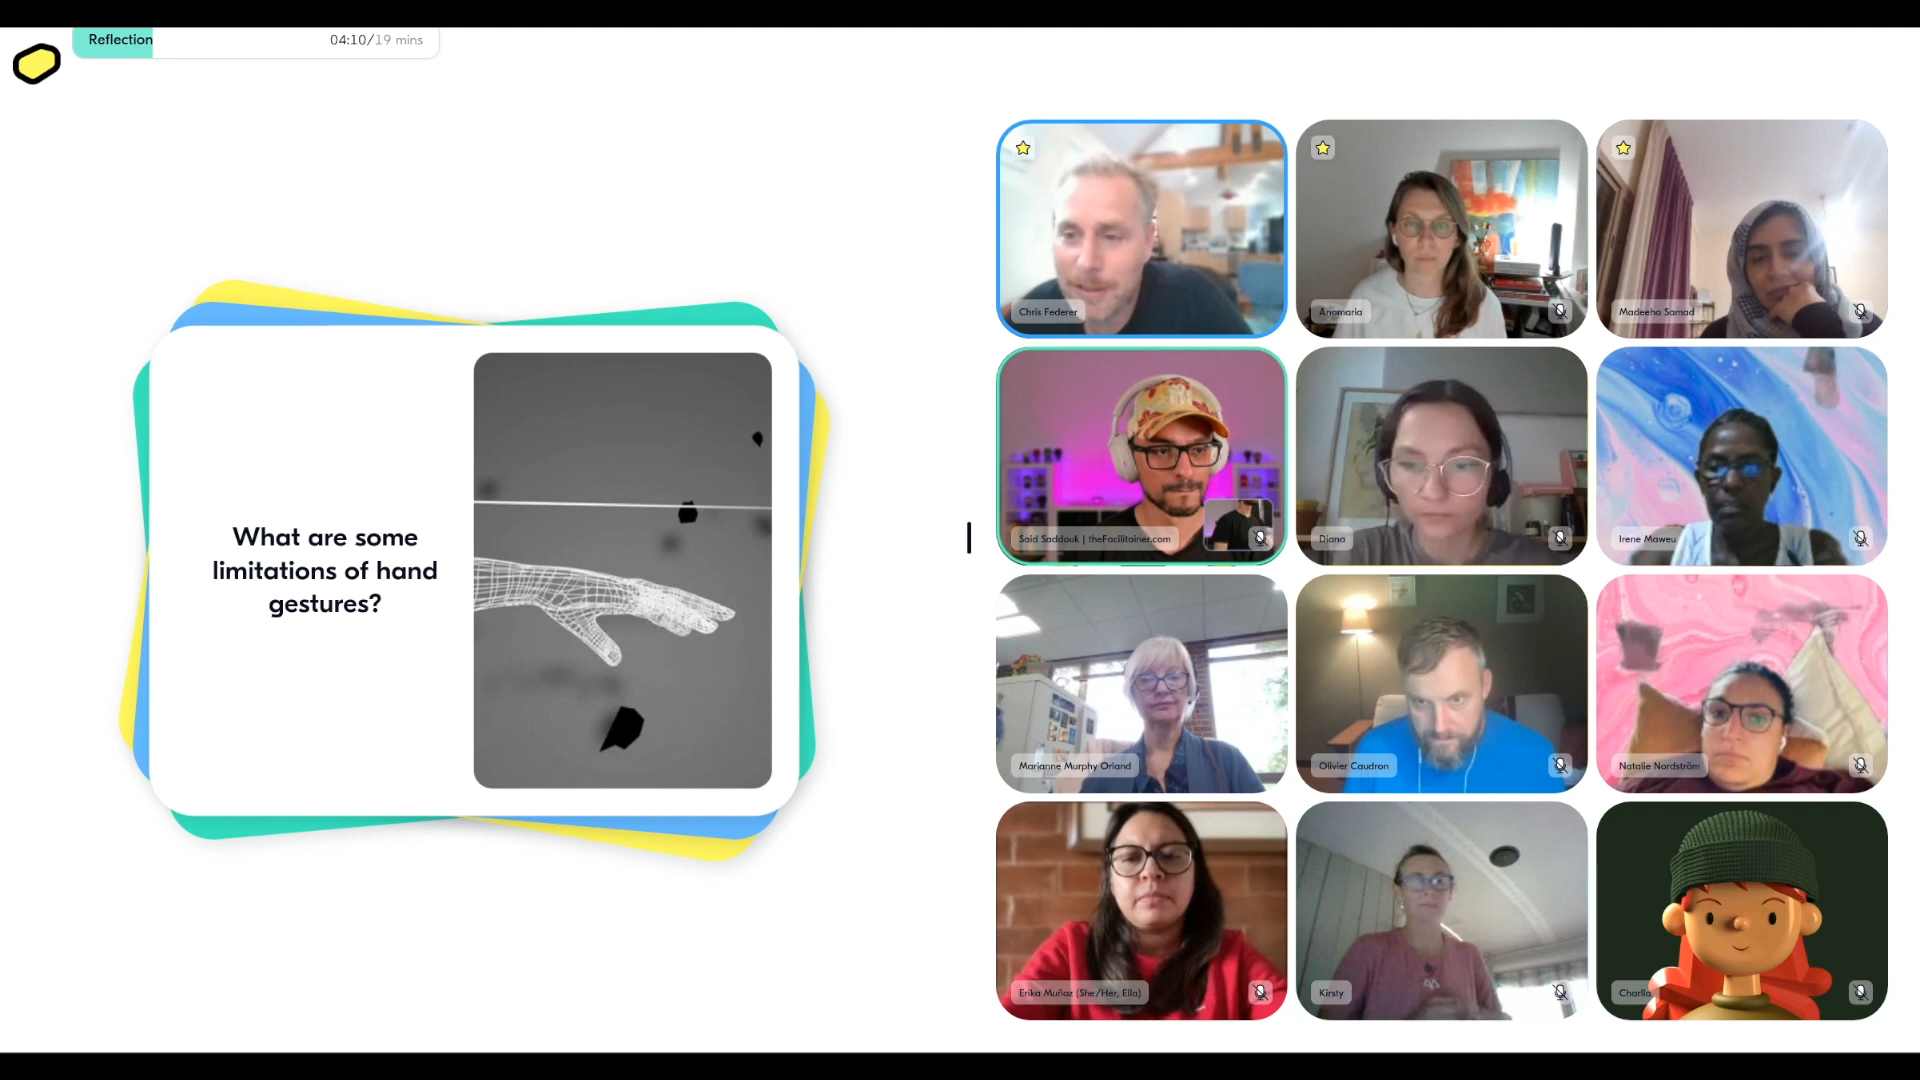 Reflection
04:10/19 mins
What are some
limitations of hand
gestures?
Chris Federer
Anamaria
Madeeha Samad
Said Saddouk | theFacilitainer.com
Diana
Irene Maweu
Marianne Murphy Orland
Olivier Caudron
Natalie Nordström
Erika Muñoz (She/Her, Ella)
Kirsty